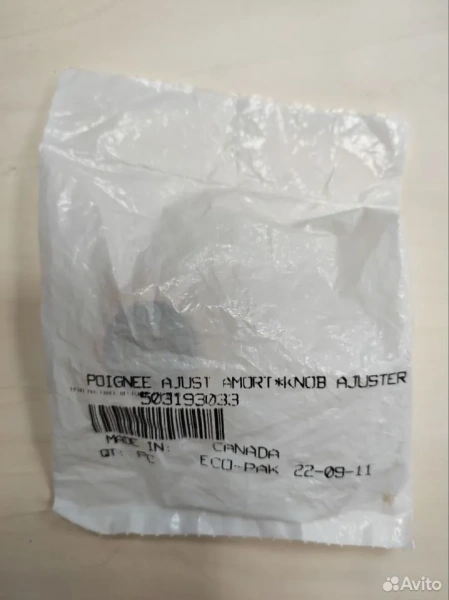 POIGNEE AJUST AMORT*KNOB AJUSTER
503193033
MADE IN: CANADA
QT: PC ECO-PAK 22-09-11
Avito